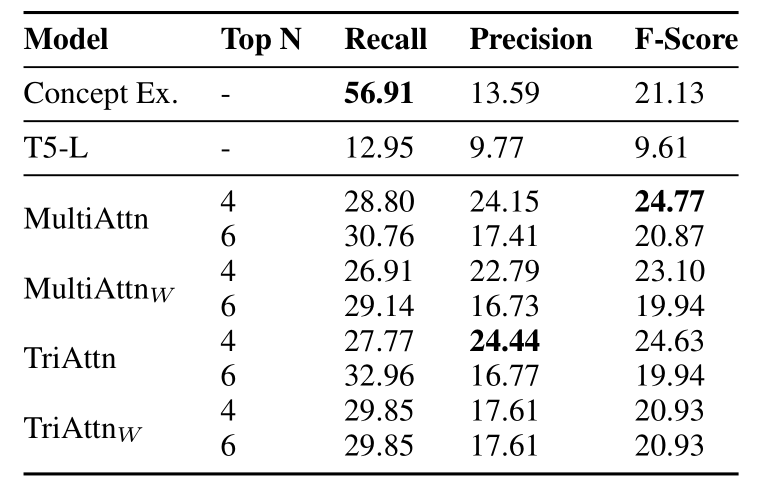 Model Top N Recall Precision F-Score
Concept Ex. - 56.91 13.59 21.13
T5-L - 12.95 9.77 9.61
MultiAttn 4 28.80 24.15 24.77
6 30.76 17.41 20.87
MultiAttnW 4 26.91 22.79 23.10
6 29.14 16.73 19.94
TriAttn 4 27.77 24.44 24.63
6 32.96 16.77 19.94
TriAttnW 4 29.85 17.61 20.93
6 29.85 17.61 20.93